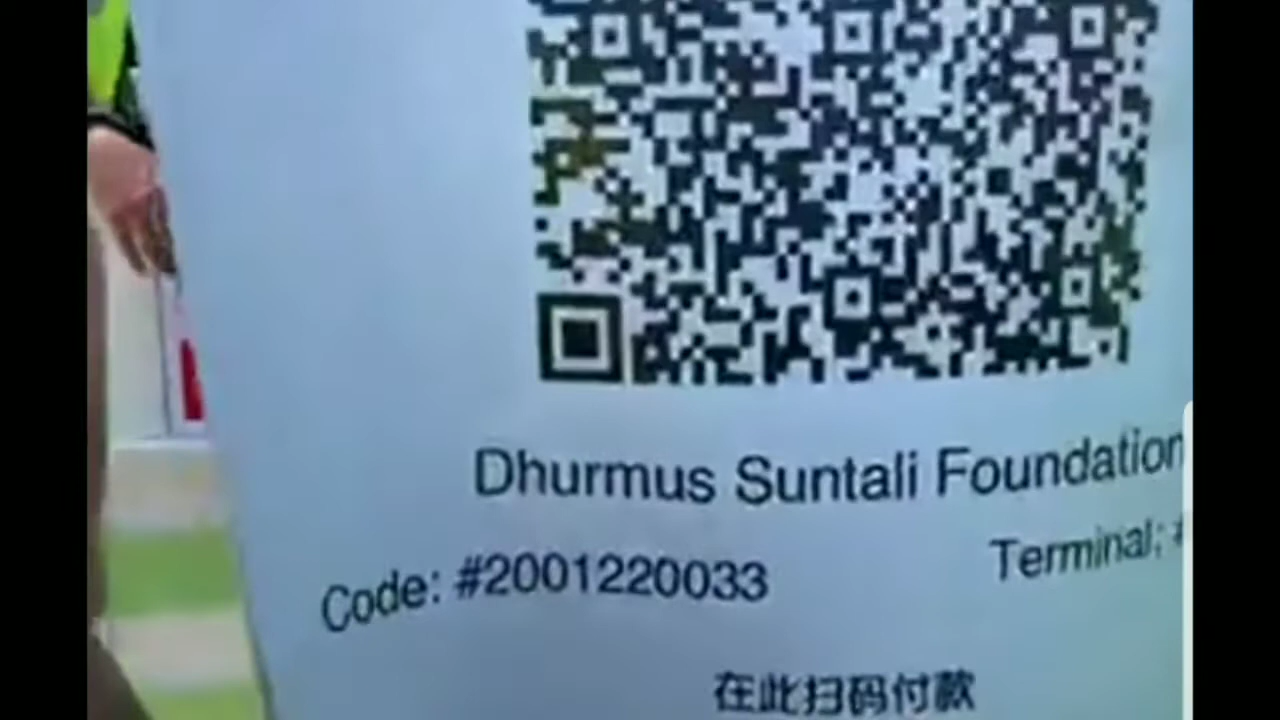 Dhurmus Suntali Foundation
Code: #2001220033
Terminal: #
在此扫码付款